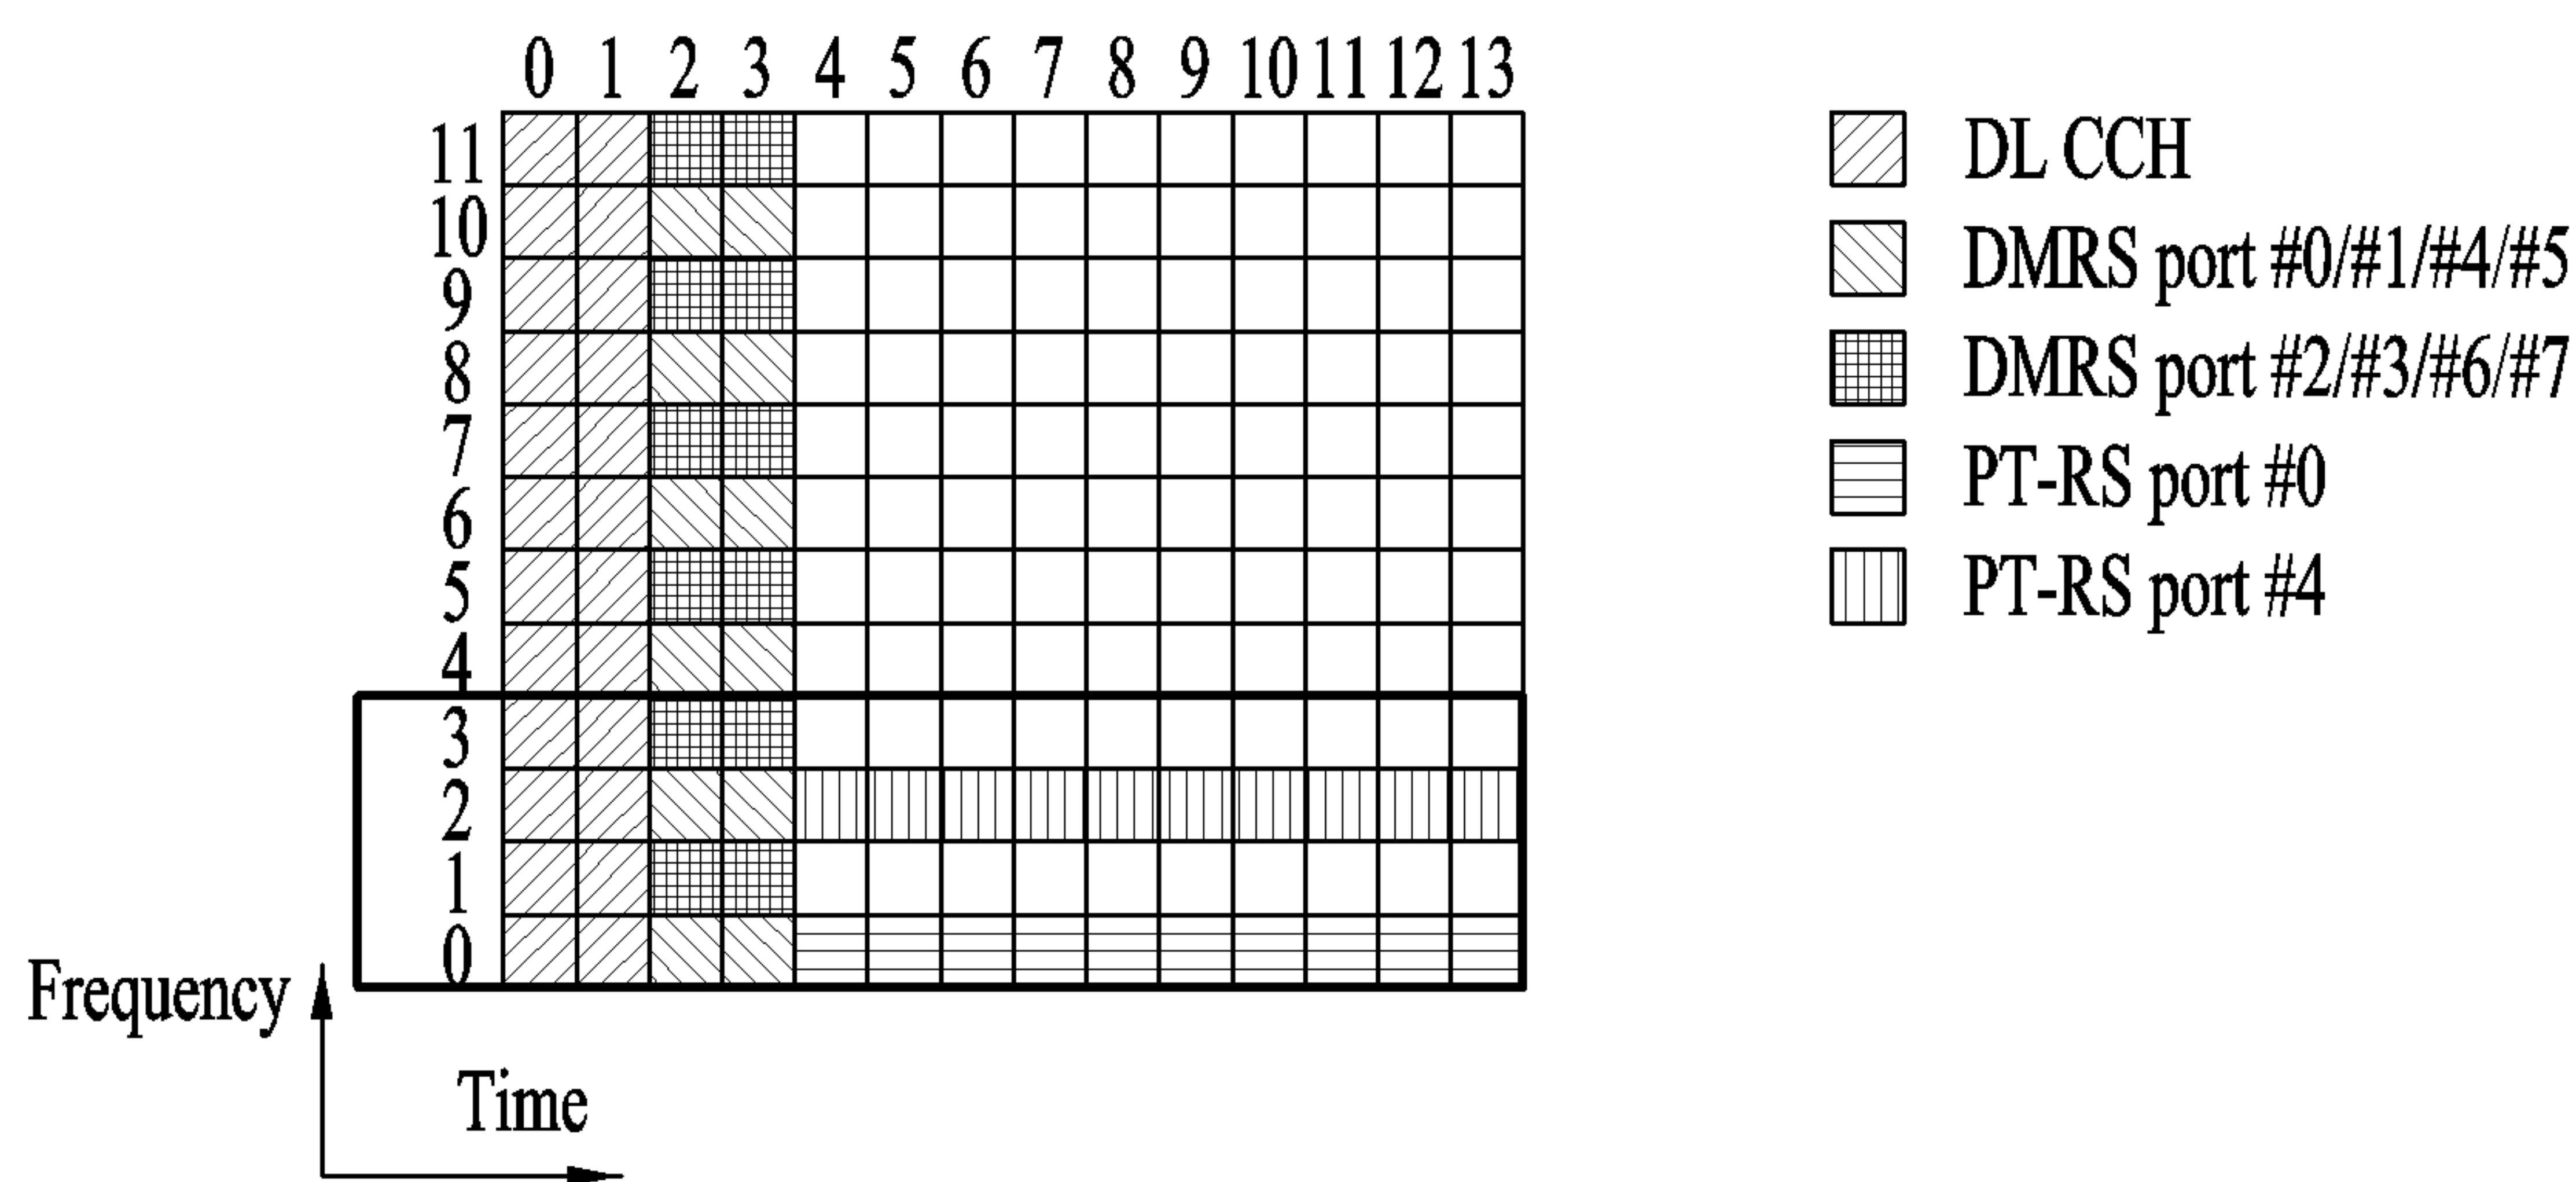 0 1 2 3 4 5 6 7 8 9 10 11 12 13
11
10
9
8
7
6
5
4
3
2
1
0
Frequency
Time
DL CCH
DMRS port #0/#1/#4/#5
DMRS port #2/#3/#6/#7
PT-RS port #0
PT-RS port #4